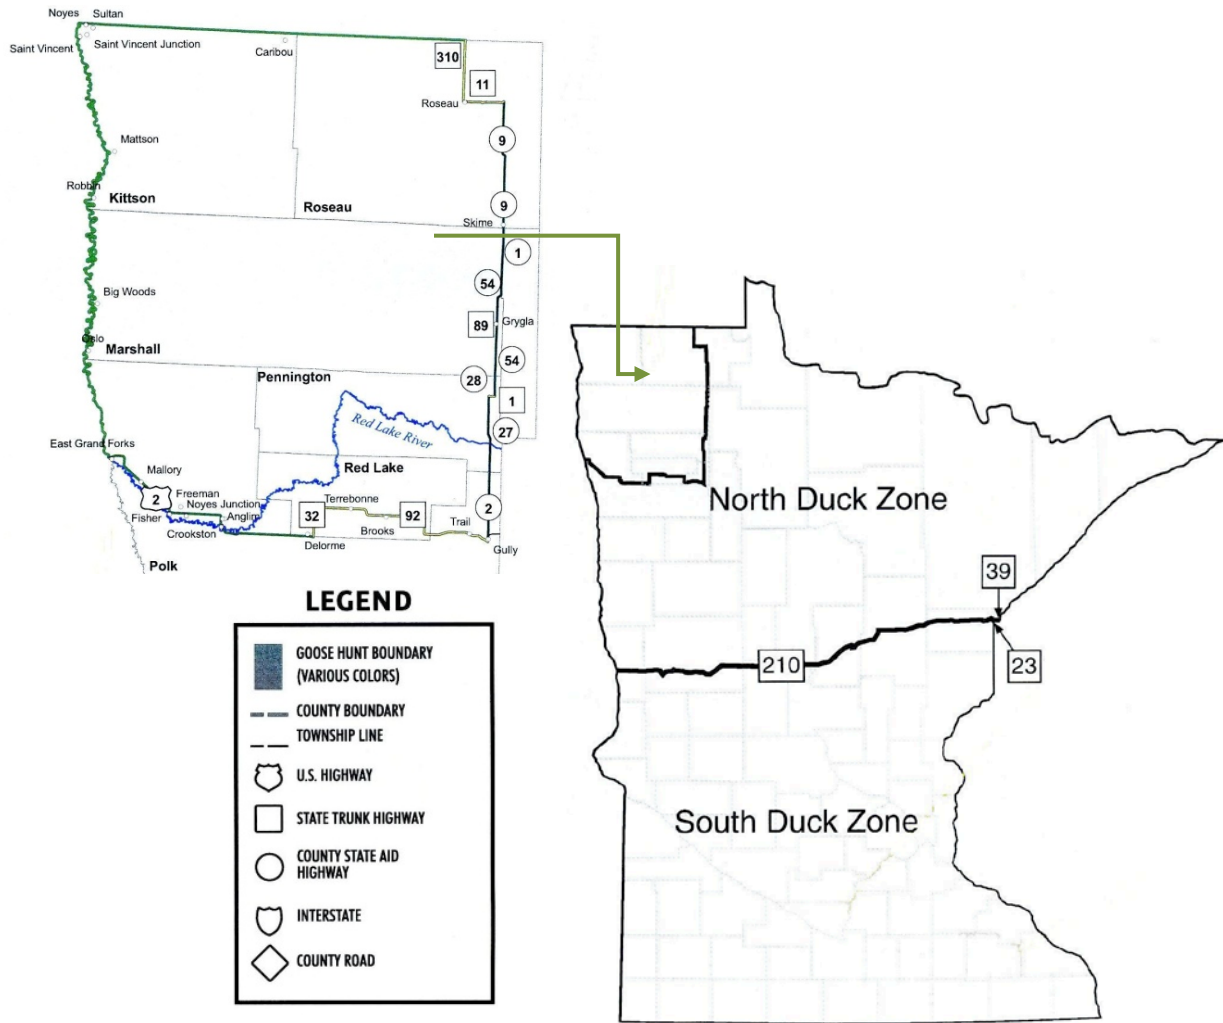 Noyes
Sultan
Saint Vincent
Saint Vincent Junction
Caribou
310
11
Roseau
9
Mattson
Robbin
Kittson
Roseau
9
Skime
1
54
Big Woods
89
Grygla
Oslo
Marshall
54
Pennington
28
1
Red Lake River
27
East Grand Forks
Mallory
Red Lake
2
Freeman
Noyes Junction
Fisher
Anglim
Crookston
32
Terrebonne
92
Brooks
Trail
2
Delorme
Gully
Polk
North Duck Zone
39
210
23
South Duck Zone
LEGEND
GOOSE HUNT BOUNDARY
(VARIOUS COLORS)
COUNTY BOUNDARY
TOWNSHIP LINE
U.S. HIGHWAY
STATE TRUNK HIGHWAY
COUNTY STATE AID
HIGHWAY
INTERSTATE
COUNTY ROAD